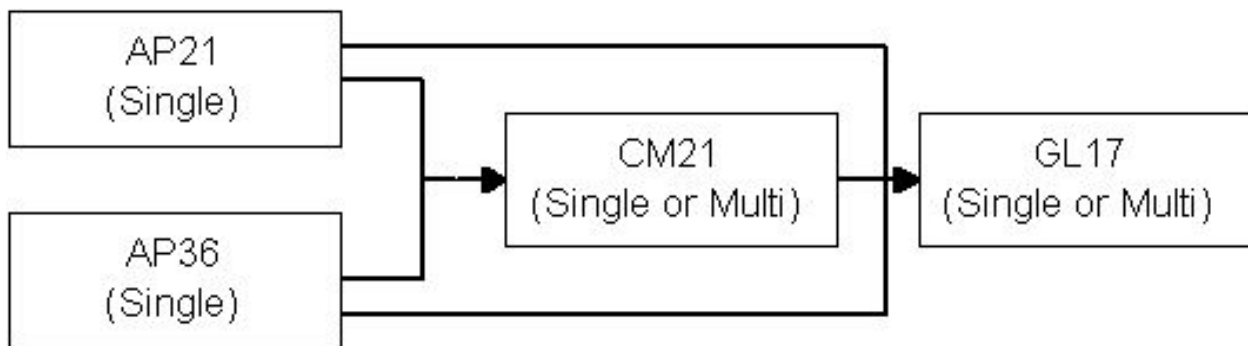 AP21
(Single)
AP36
(Single)
CM21
(Single or Multi)
GL17
(Single or Multi)